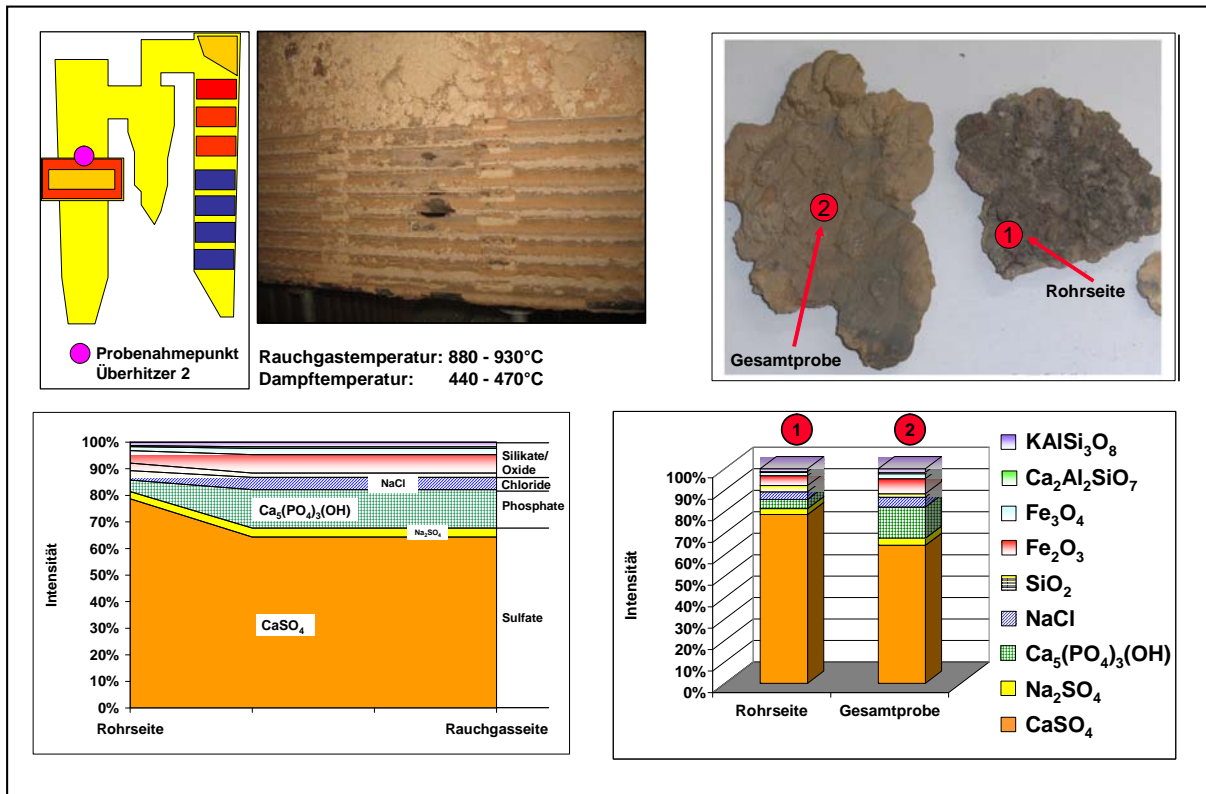 Probenahmepunkt
Überhitzer 2
Rauchgastemperatur: 880 - 930°C
Dampftemperatur: 440 - 470°C
2
1
Rohrseite
Gesamtprobe
100%
90%
80%
70%
60%
50%
40%
30%
20%
10%
0%
Intensität
Rohrseite
Rauchgasseite
NaCl
Ca₅(PO₄)₃(OH)
Na₂SO₄
CaSO₄
Silikate/
Oxide
Chloride
Phosphate
Sulfate
1
2
100%
90%
80%
70%
60%
50%
40%
30%
20%
10%
0%
Intensität
Rohrseite
Gesamtprobe
KAlSi₃O₈
Ca₂Al₂SiO₇
Fe₃O₄
Fe₂O₃
SiO₂
NaCl
Ca₅(PO₄)₃(OH)
Na₂SO₄
CaSO₄